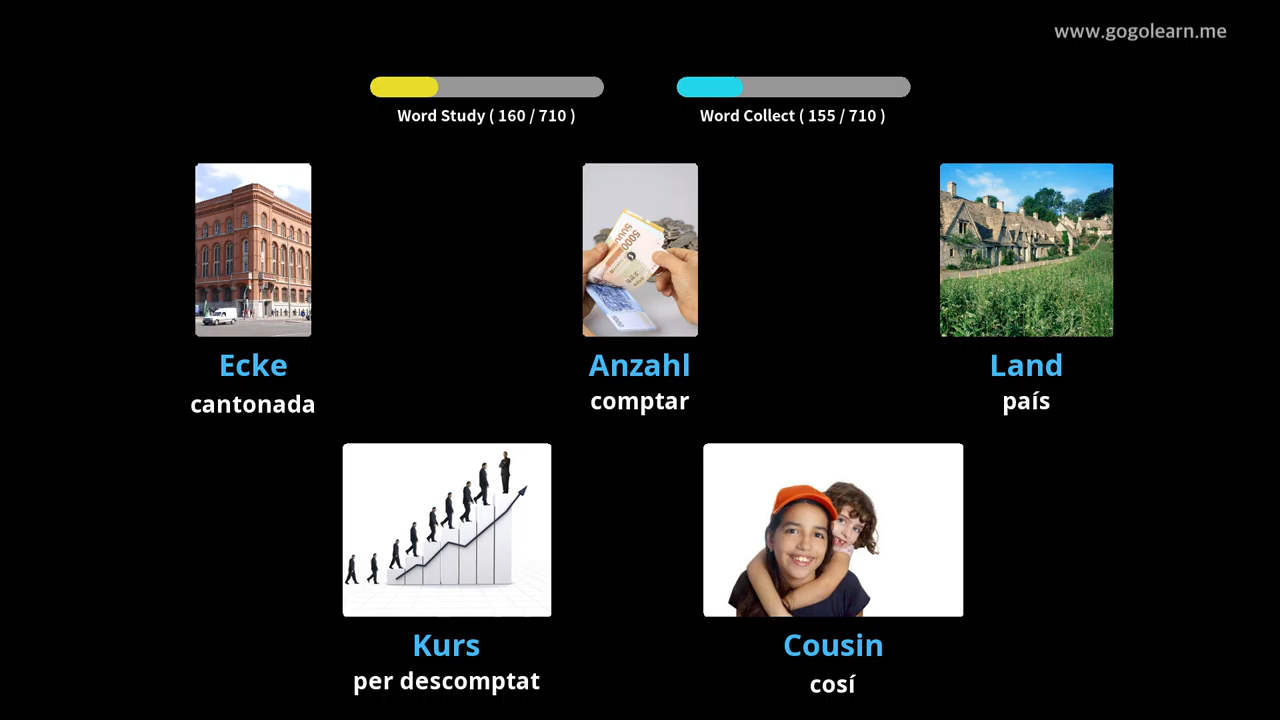 www.gogolearn.me
Word Study ( 160 / 710 )
Word Collect ( 155 / 710 )
Ecke
cantonada
Anzahl
comptar
Land
país
Kurs
per descomptat
Cousin
cosí